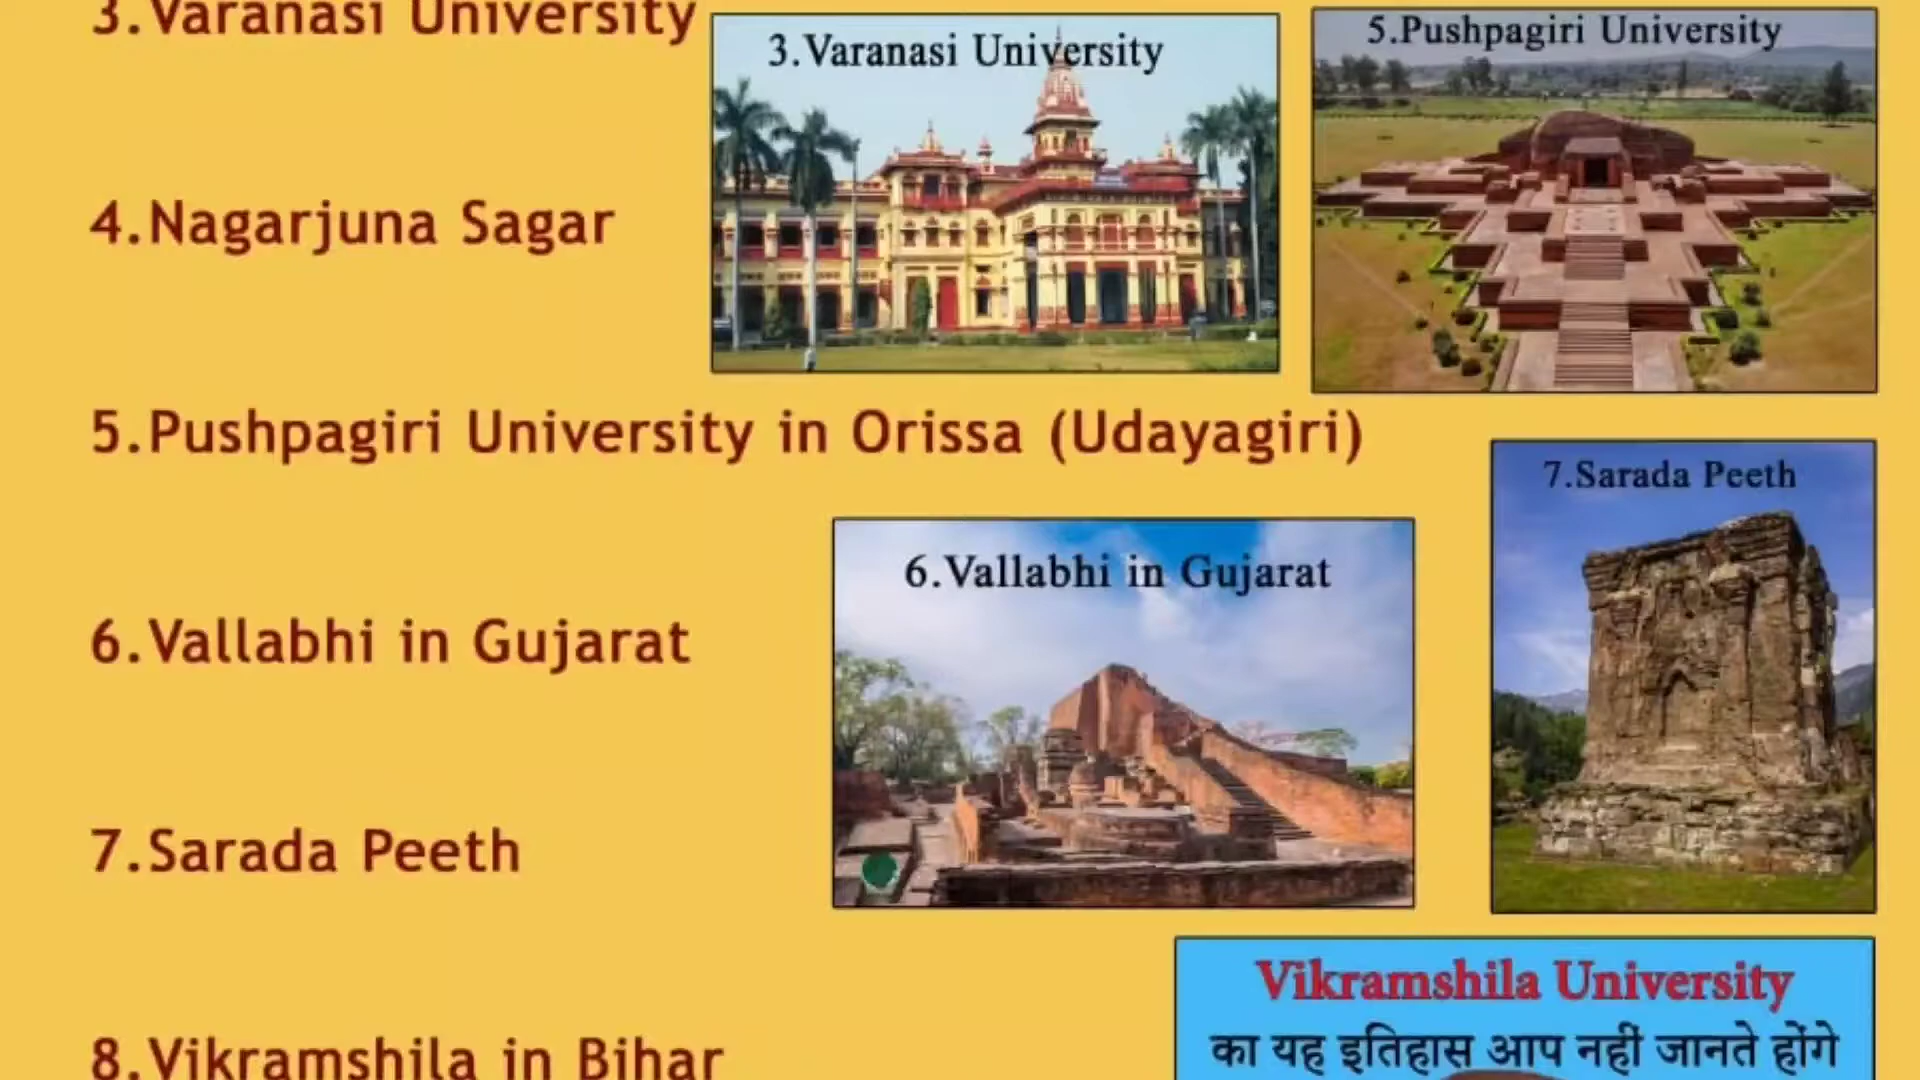 3.Varanasi University
3.Varanasi University
5.Pushpagiri University
4.Nagarjuna Sagar
5.Pushpagiri University in Orissa (Udayagiri)
7.Sarada Peeth
6.Vallabhi in Gujarat
6.Vallabhi in Gujarat
7.Sarada Peeth
Vikramshila University
का यह इतिहास आप नहीं जानते होंगे
8.Vikramshila in Bihar